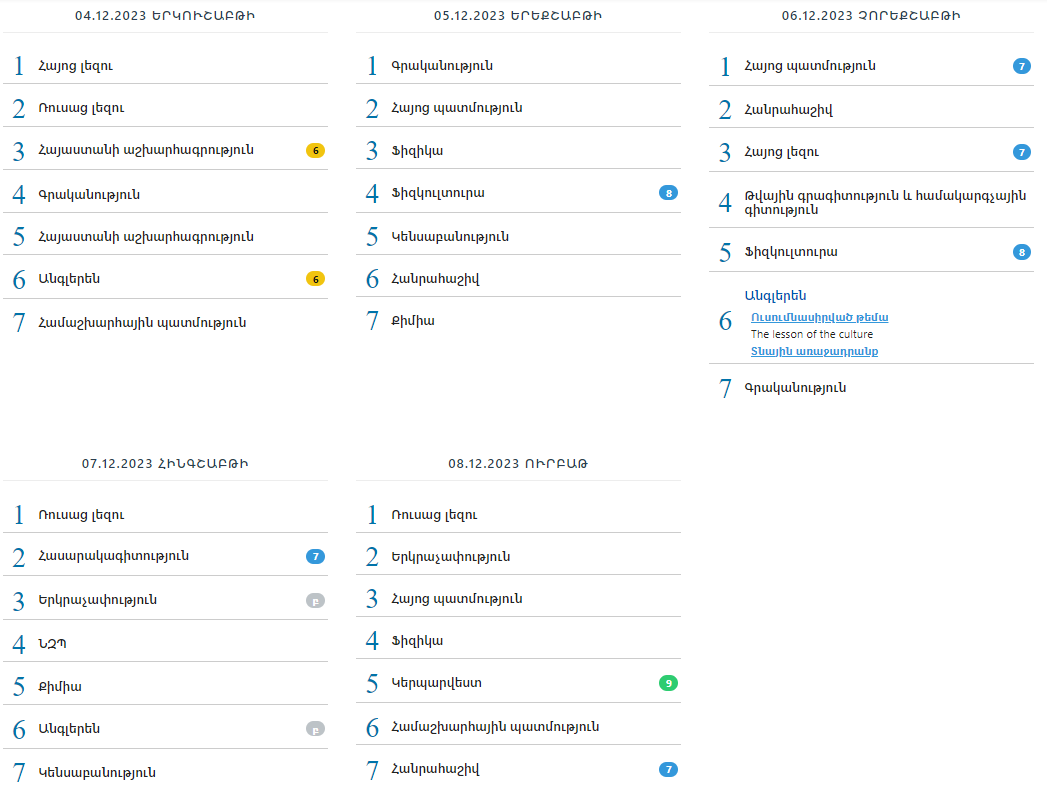 04.12.2023 ԵՐԿՈՒՇԱԲԹԻ
1 Հայոց լեզու
2 Ռուսաց լեզու
3 Հայաստանի աշխարհագրություն 6
4 Գրականություն
5 Հայաստանի աշխարհագրություն
6 Անգլերեն 6
7 Համաշխարհային պատմություն
05.12.2023 ԵՐԵՔՇԱԲԹԻ
1 Գրականություն
2 Հայոց պատմություն
3 Ֆիզիկա
4 Ֆիզկուլտուրա 8
5 Կենսաբանություն
6 Հանրահաշիվ
7 Քիմիա
06.12.2023 ՉՈՐԵՔՇԱԲԹԻ
1 Հայոց պատմություն 7
2 Հանրահաշիվ
3 Հայոց լեզու 7
4 Թվային գրագիտություն և համակարգչային
գիտություն
5 Ֆիզկուլտուրա 8
Անգլերեն
6 Ուսումնասիրված թեմա
The lesson of the culture
Տնային առաջադրանք
7 Գրականություն
07.12.2023 ՀԻՆԳՇԱԲԹԻ
1 Ռուսաց լեզու
2 Հասարակագիտություն 7
3 Երկրաչափություն բ
4 ՆԶՊ
5 Քիմիա
6 Անգլերեն բ
7 Կենսաբանություն
08.12.2023 ՈՒՐԲԱԹ
1 Ռուսաց լեզու
2 Երկրաչափություն
3 Հայոց պատմություն
4 Ֆիզիկա
5 Կերպարվեստ 9
6 Համաշխարհային պատմություն
7 Հանրահաշիվ 7